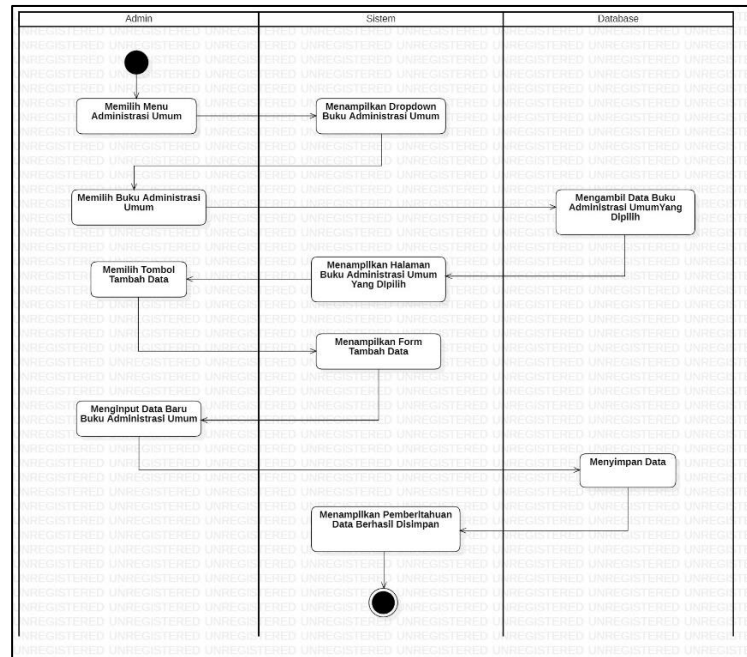 Admin
Sistem
Database
Memilih Menu
Administrasi Umum
Menampilkan Dropdown
Buku Administrasi Umum
Memilih Buku Administrasi
Umum
Mengambil Data Buku
Administrasi UmumYang
Dipilih
Menampilkan Halaman
Buku Administrasi Umum
Yang Dipilih
Memilih Tombol
Tambah Data
Menampilkan Form
Tambah Data
Menginput Data Baru
Buku Administrasi Umum
Menyimpan Data
Menampilkan Pemberitahuan
Data Berhasil Disimpan
UNREGISTERED